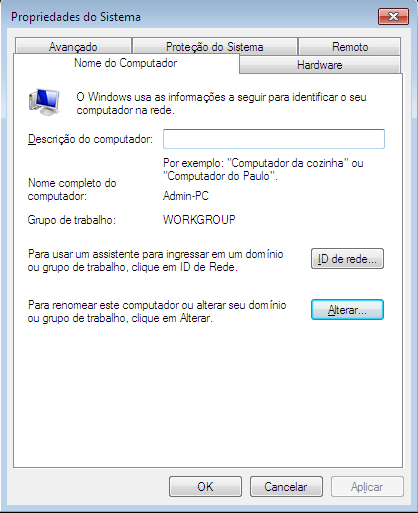 Propriedades do Sistema
Avançado
Proteção do Sistema
Remoto
Nome do Computador
Hardware
O Windows usa as informações a seguir para identificar o seu
computador na rede.
Descrição do computador:
Por exemplo: "Computador da cozinha" ou
"Computador do Paulo".
Nome completo do
computador:
Admin-PC
Grupo de trabalho:
WORKGROUP
Para usar um assistente para ingressar em um domínio
ou grupo de trabalho, clique em ID de Rede.
ID de rede...
Para renomear este computador ou alterar seu domínio
ou grupo de trabalho, clique em Alterar.
Alterar...
OK
Cancelar
Aplicar